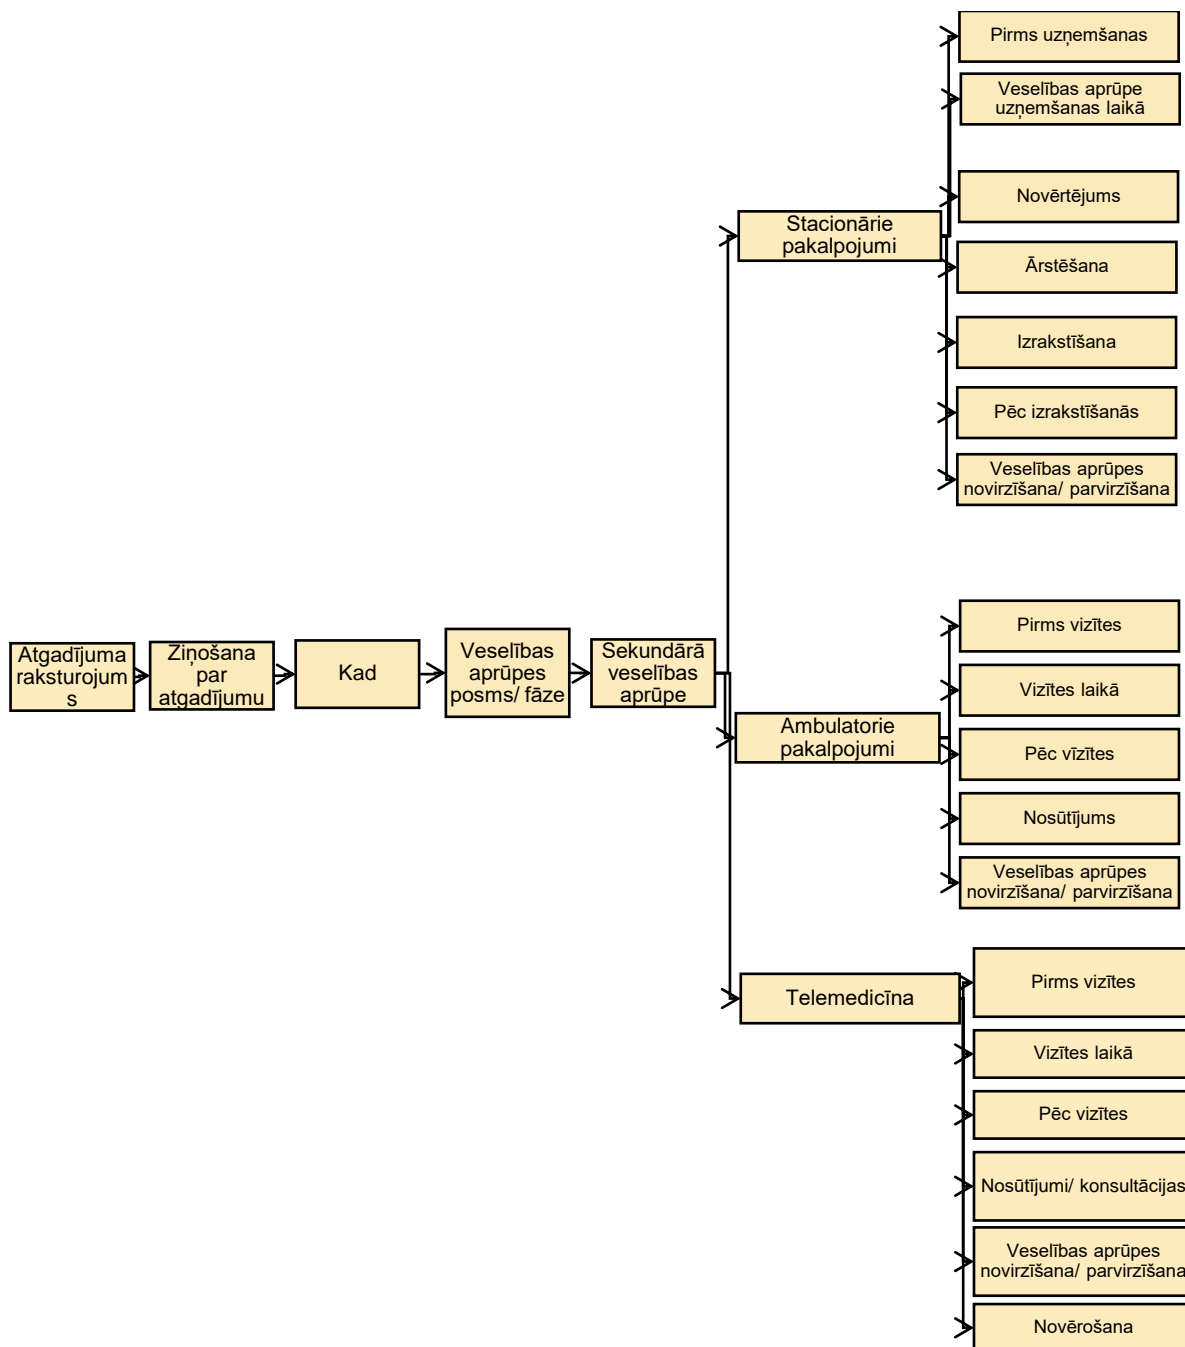 Atgadījuma
raksturojum
s
Ziņošana
par
atgadījumu
Kad
Veselības
aprūpes
posms/ fāze
Sekundārā
veselības
aprūpe
Stacionārie
pakalpojumi
Pirms uzņemšanas
Veselības aprūpe
uzņemšanas laikā
Novērtējums
Ārstēšana
Izrakstīšana
Pēc izrakstīšanās
Veselības aprūpes
novirzīšana/ parvirzīšana
Ambulatorie
pakalpojumi
Pirms vizītes
Vizītes laikā
Pēc vīzītes
Nosūtījums
Veselības aprūpes
novirzīšana/ parvirzīšana
Telemedicīna
Pirms vizītes
Vizītes laikā
Pēc vizītes
Nosūtījumi/ konsultācijas
Veselības aprūpes
novirzīšana/ parvirzīšana
Novērošana